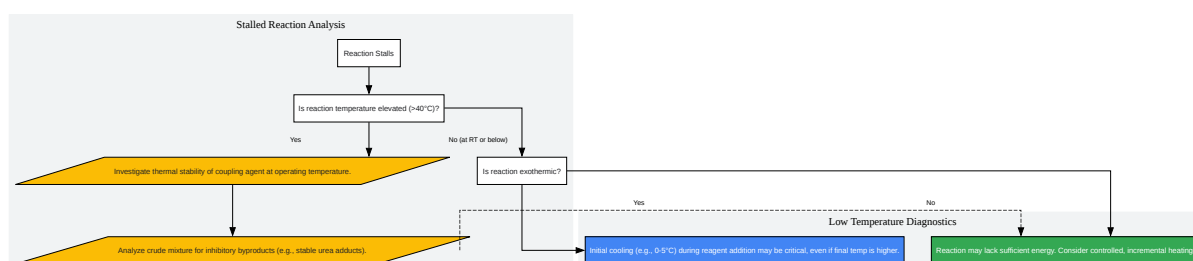 Stalled Reaction Analysis
Reaction Stalls
Is reaction temperature elevated (>40°C)?
Yes
No (at RT or below)
Investigate thermal stability of coupling agent at operating temperature.
Is reaction exothermic?
Yes
No
Low Temperature Diagnostics
Analyze crude mixture for inhibitory byproducts (e.g., stable urea adducts).
Initial cooling (e.g., 0-5°C) during reagent addition may be critical, even if final temp is higher.
Reaction may lack sufficient energy. Consider controlled, incremental heating